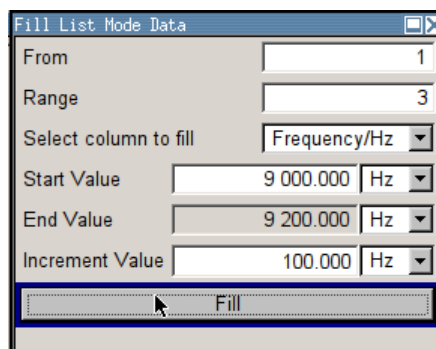 Fill List Mode Data
From 1
Range 3
Select column to fill Frequency/Hz
Start Value 9 000.000 Hz
End Value 9 200.000 Hz
Increment Value 100.000 Hz
Fill